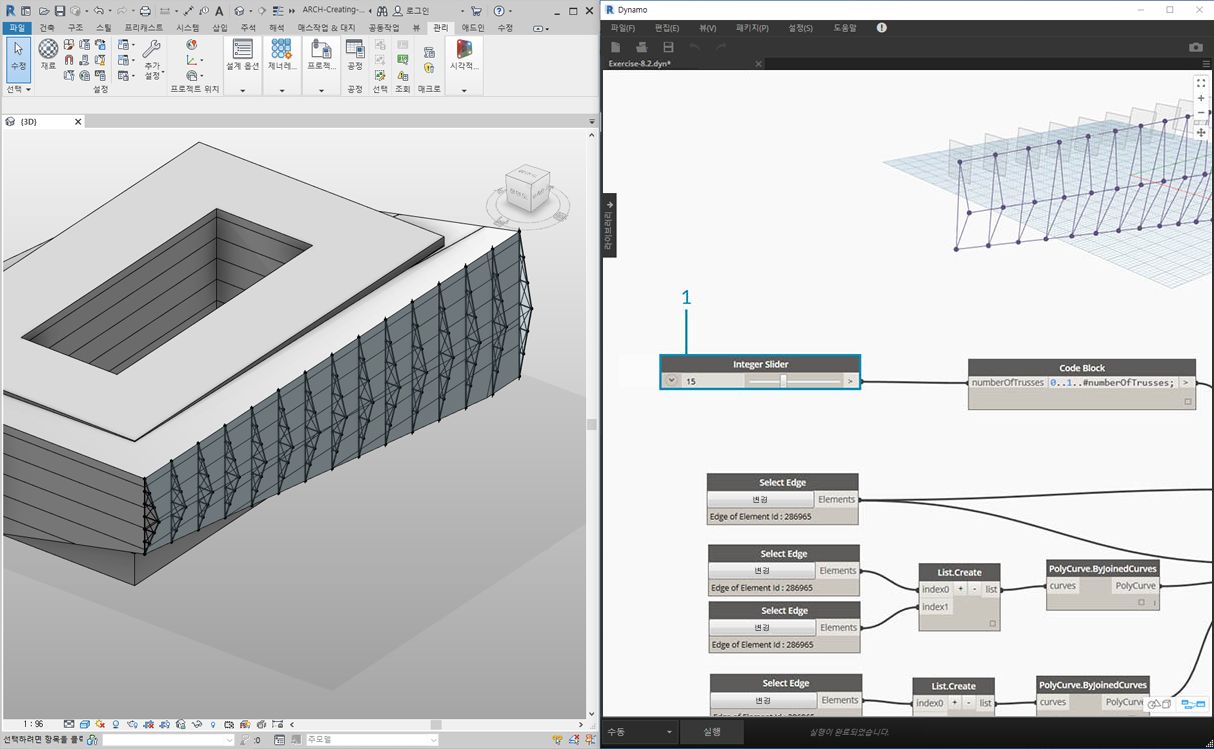 ARCH-Creating-...
로그인
파일
건축
구조
스틸
프리캐스트
시스템
삽입
주석
해석
매스작업 & 대지
공동작업
뷰
관리
애드인
수정
수정
재료
추가
설정
설계 옵션
제너레...
프로젝...
공정
시각적...
선택
설정
프로젝트 위치
공정
선택
조회
매크로
{3D}
1 : 96
선택하려면 항목을 클릭
:0
주모델
Dynamo
파일(F)
편집(E)
뷰(V)
패키지(P)
설정(S)
도움말
Exercise-8.2.dyn*
라이브러리
1
Integer Slider
15
>
Code Block
numberOfTrusses
0..1..#numberOfTrusses;
>
Select Edge
변경
Elements
Edge of Element Id : 286965
Select Edge
변경
Elements
Edge of Element Id : 286965
Select Edge
변경
Elements
Edge of Element Id : 286965
List.Create
index0 + - list
index1
PolyCurve.ByJoinedCurves
curves
PolyCurve
Select Edge
변경
Elements
List.Create
index0 + - list
PolyCurve.ByJoinedCurves
curves
수동
실행
실행이 완료되었습니다.